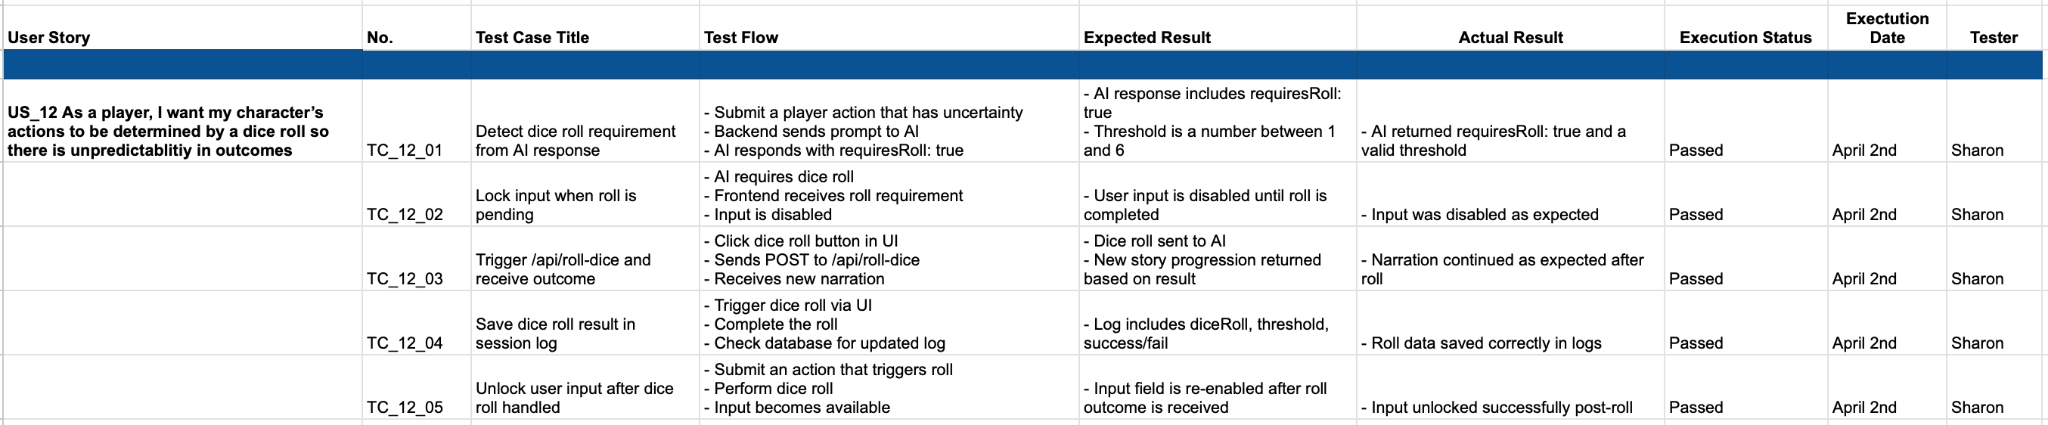 User Story
No.
Test Case Title
Test Flow
Expected Result
Actual Result
Execution Status
Exectution
Date
Tester
US_12 As a player, I want my character's
actions to be determined by a dice roll so
there is unpredictablitiy in outcomes
TC_12_01
Detect dice roll requirement
from AI response
- Submit a player action that has uncertainty
- Backend sends prompt to AI
- AI responds with requiresRoll: true
- AI response includes requiresRoll:
true
- Threshold is a number between 1
and 6
- AI returned requiresRoll: true and a
valid threshold
Passed
April 2nd
Sharon
TC_12_02
Lock input when roll is
pending
- AI requires dice roll
- Frontend receives roll requirement
- Input is disabled
- User input is disabled until roll is
completed
- Input was disabled as expected
Passed
April 2nd
Sharon
TC_12_03
Trigger /api/roll-dice and
receive outcome
- Click dice roll button in UI
- Sends POST to /api/roll-dice
- Receives new narration
- Dice roll sent to AI
- New story progression returned
based on result
- Narration continued as expected after
roll
Passed
April 2nd
Sharon
TC_12_04
Save dice roll result in
session log
- Trigger dice roll via UI
- Complete the roll
- Check database for updated log
- Log includes diceRoll, threshold,
success/fail
- Roll data saved correctly in logs
Passed
April 2nd
Sharon
TC_12_05
Unlock user input after dice
roll handled
- Submit an action that triggers roll
- Perform dice roll
- Input becomes available
- Input field is re-enabled after roll
outcome is received
- Input unlocked successfully post-roll
Passed
April 2nd
Sharon